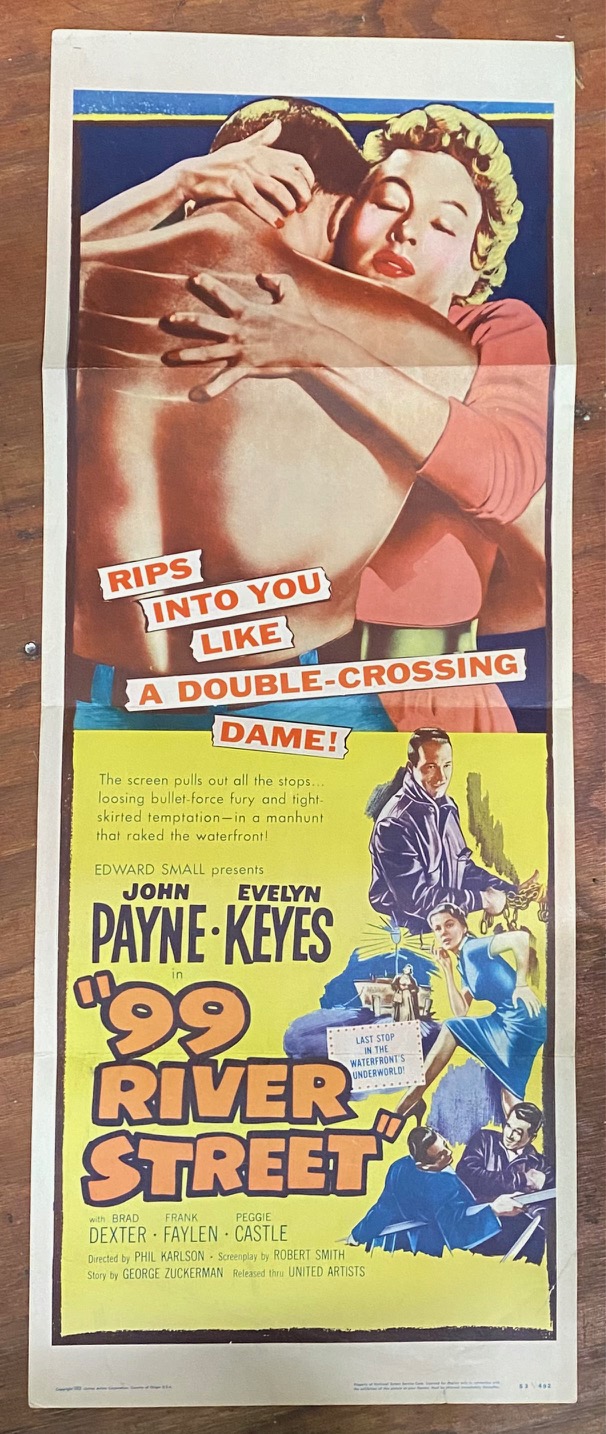 RIPS
INTO YOU
LIKE
A DOUBLE-CROSSING
DAME!
The screen pulls out all the stops...
loosing bullet-force fury and tight-
skirted temptation—in a manhunt
that raked the waterfront!
EDWARD SMALL presents
JOHN EVELYN
PAYNE · KEYES
in
"99
RIVER
STREET"
LAST STOP
IN THE
WATERFRONT'S
UNDERWORLD!
with BRAD FRANK PEGGIE
DEXTER · FAYLEN · CASTLE
Directed by PHIL KARLSON · Screenplay by ROBERT SMITH
Story by GEORGE ZUCKERMAN Released thru UNITED ARTISTS
53/402